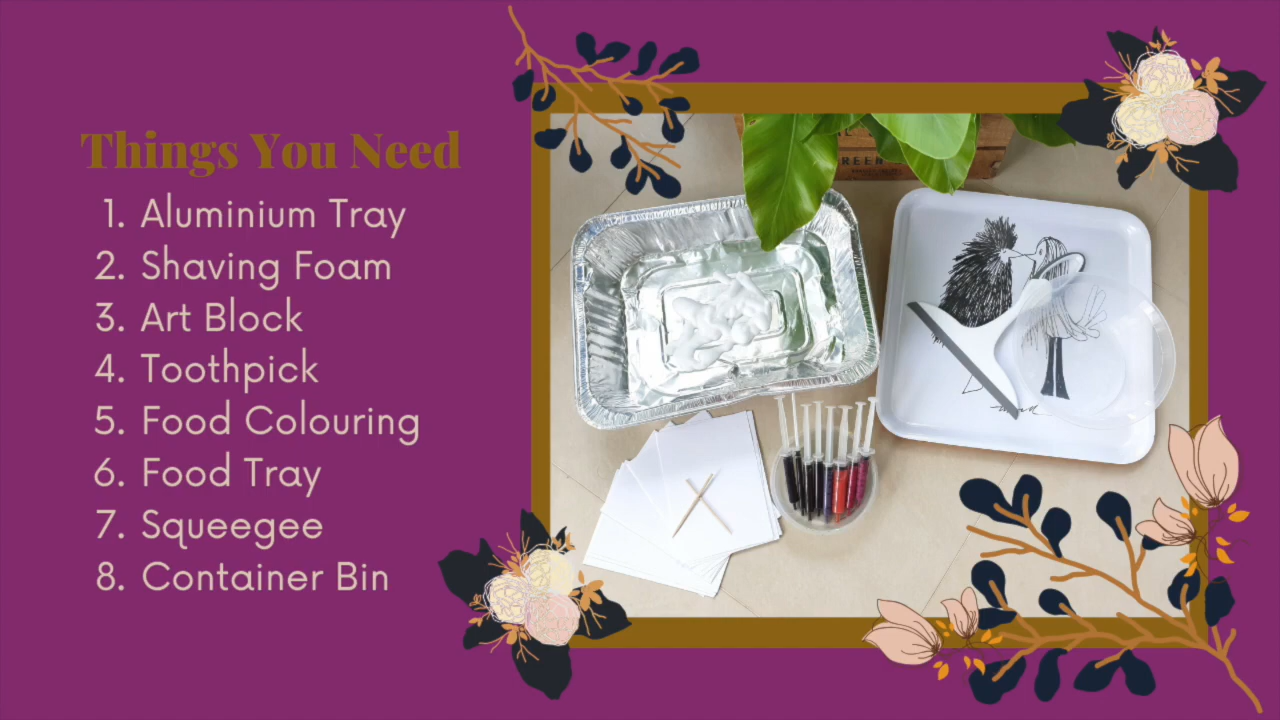 Things You Need
1. Aluminium Tray
2. Shaving Foam
3. Art Block
4. Toothpick
5. Food Colouring
6. Food Tray
7. Squeegee
8. Container Bin